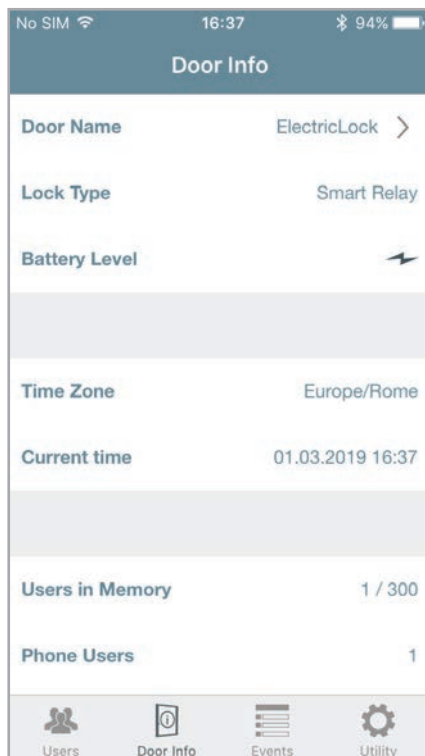 No SIM 16:37 94%
Door Info
Door Name ElectricLock
Lock Type Smart Relay
Battery Level
Time Zone Europe/Rome
Current time 01.03.2019 16:37
Users in Memory 1 / 300
Phone Users 1
Users Door Info Events Utility